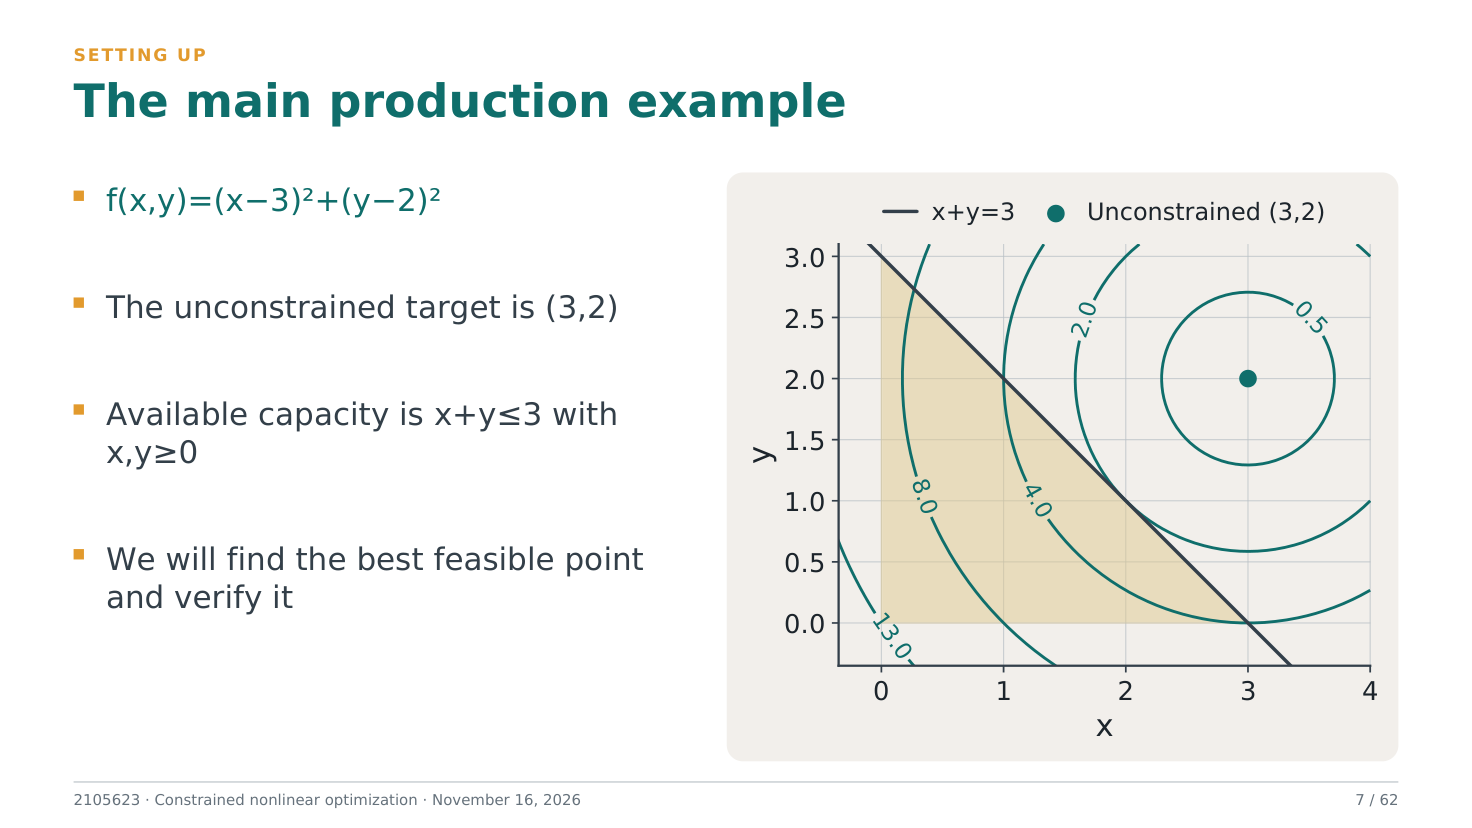 SETTING UP
The main production example
f(x,y)=(x−3)²+(y−2)²
The unconstrained target is (3,2)
Available capacity is x+y≤3 with
x,y≥0
We will find the best feasible point
and verify it
x+y=3
Unconstrained (3,2)
3.0
2.5
2.0
1.5
1.0
0.5
0.0
y
2.0
0.5
8.0
4.0
13.0
0
1
2
3
4
x
2105623 · Constrained nonlinear optimization · November 16, 2026
7 / 62